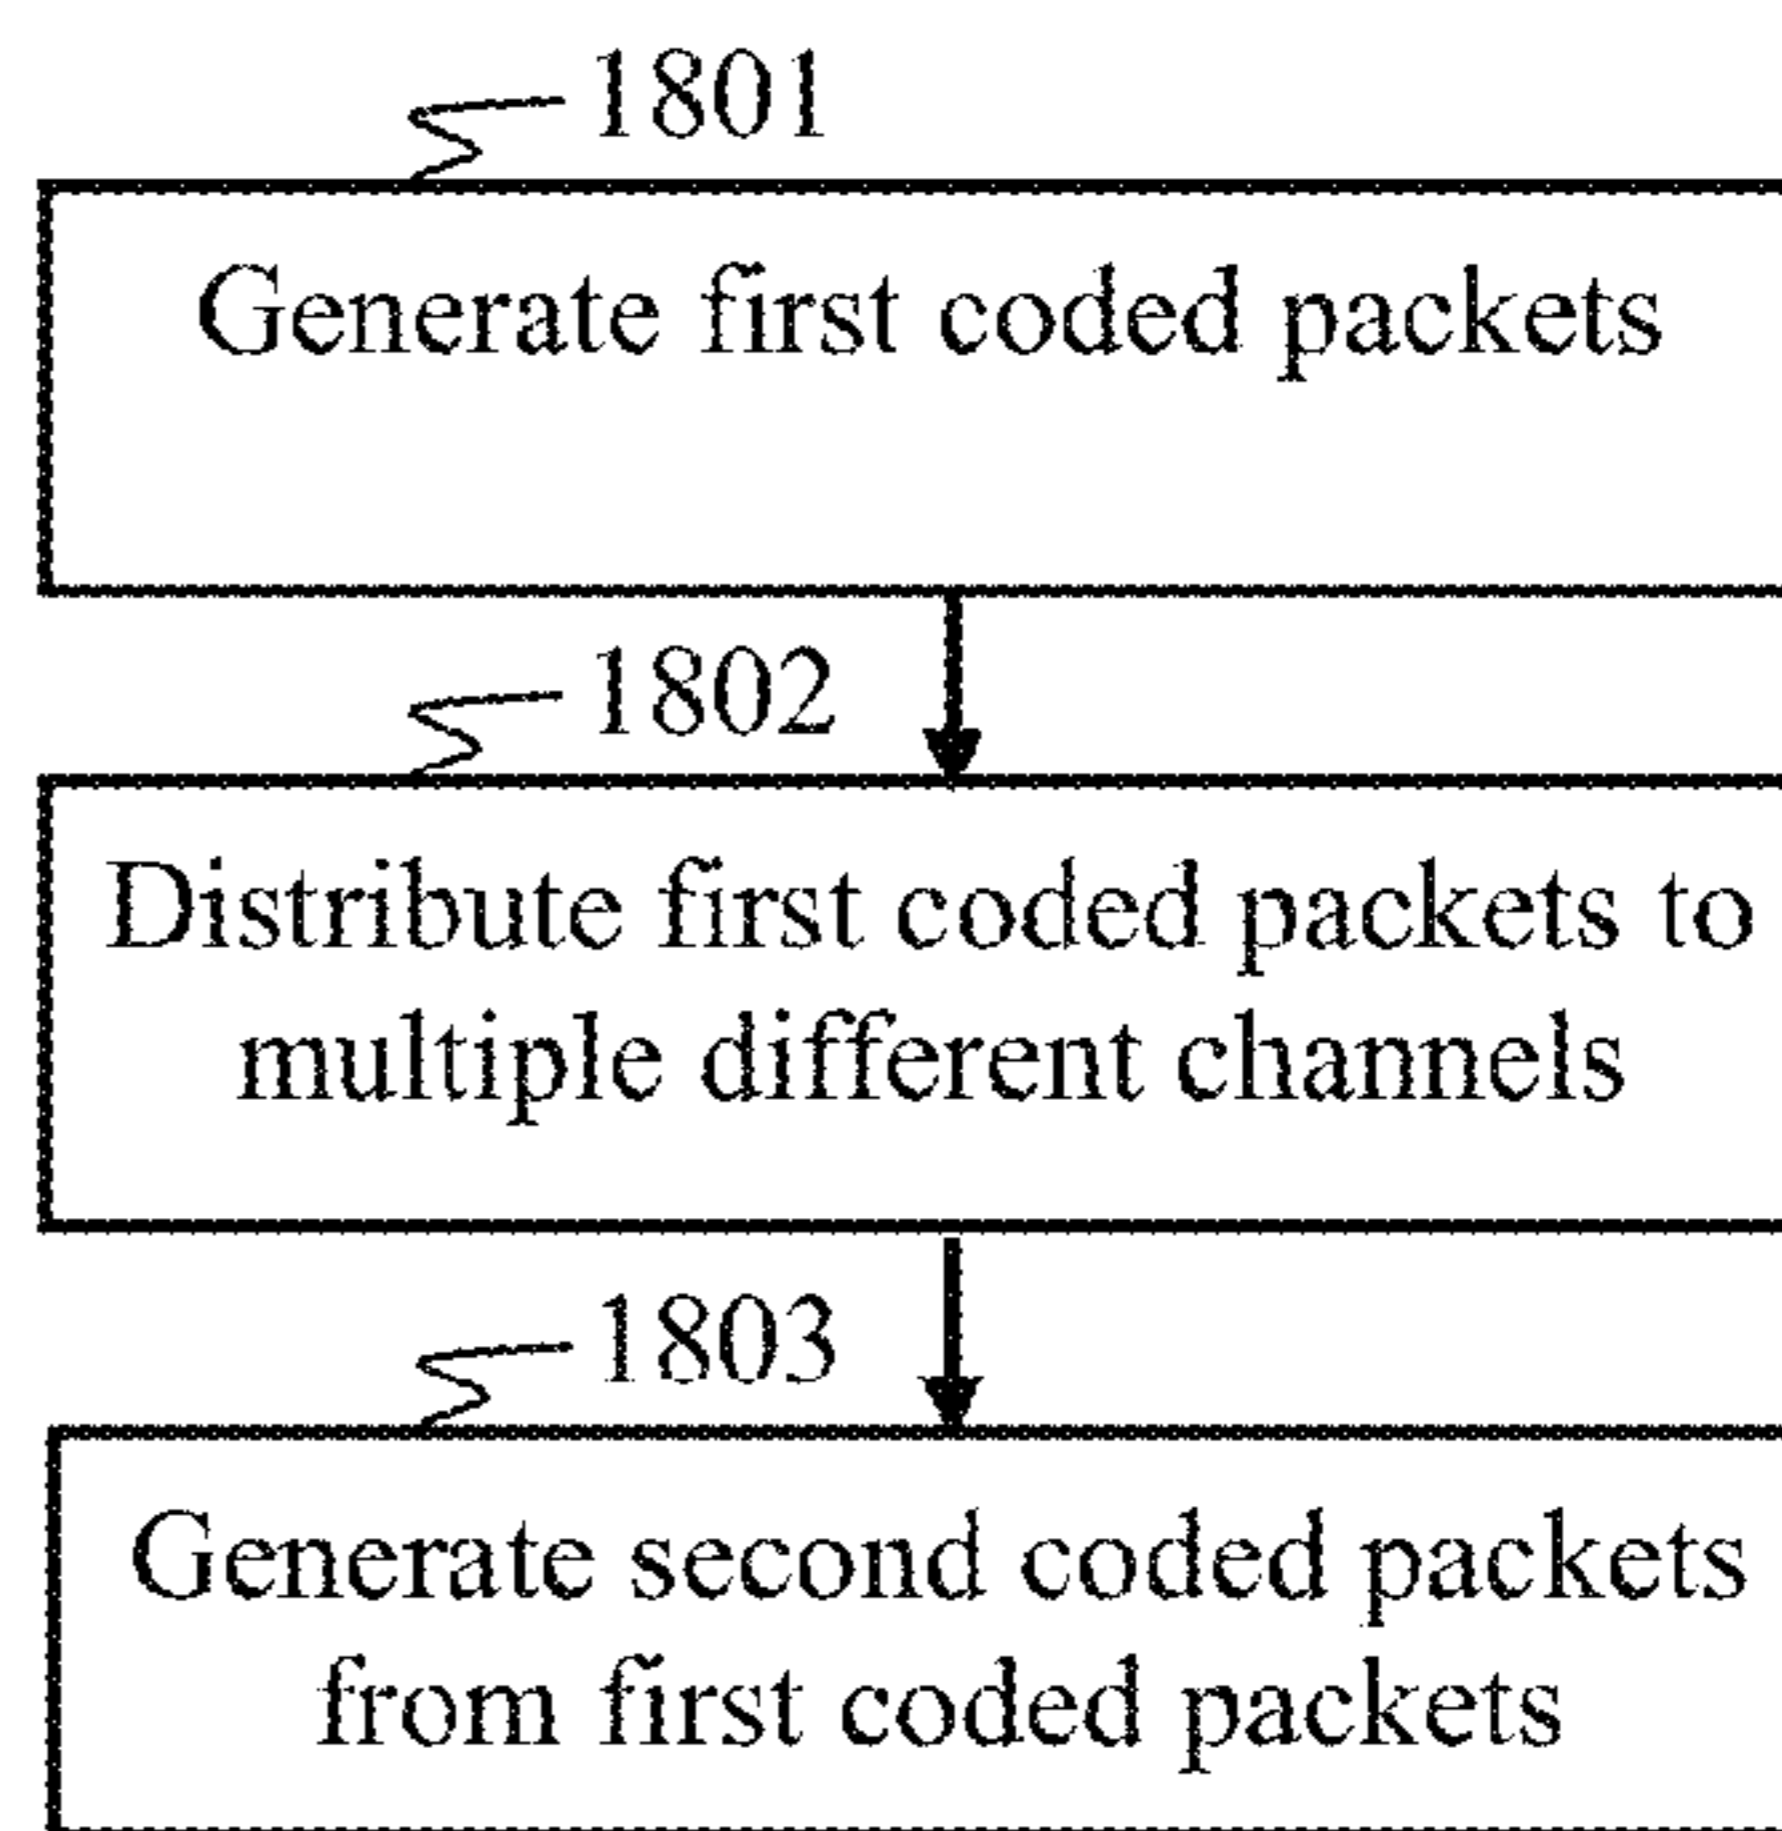 1801
Generate first coded packets
1802
Distribute first coded packets to
multiple different channels
1803
Generate second coded packets
from first coded packets